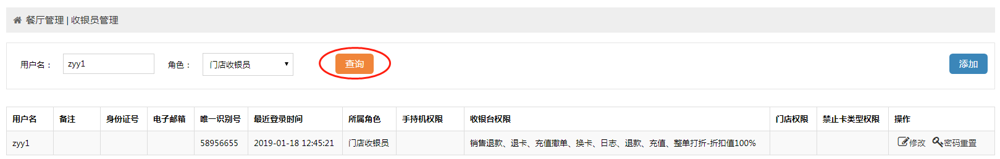 餐厅管理 | 收银员管理
用户名： zyy1 角色： 门店收银员 查询 添加
用户名 备注 身份证号 电子邮箱 唯一识别号 最近登录时间 所属角色 手持机权限 收银台权限 门店权限 禁止卡类型权限 操作
zyy1 58956655 2019-01-18 12:45:21 门店收银员 销售退款、退卡、充值撤单、换卡、日志、退款、充值、整单打折-折扣值100% 修改 密码重置